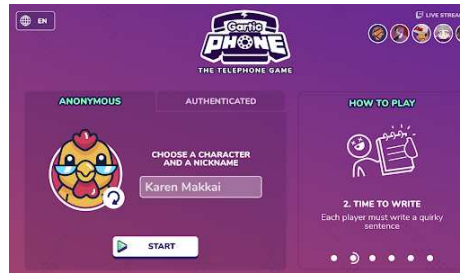 EN
LIVE STREA
Gartic
PHONE
THE TELEPHONE GAME
ANONYMOUS
AUTHENTICATED
CHOOSE A CHARACTER
AND A NICKNAME
Karen Makkai
START
HOW TO PLAY
2. TIME TO WRITE
Each player must write a quirky
sentence